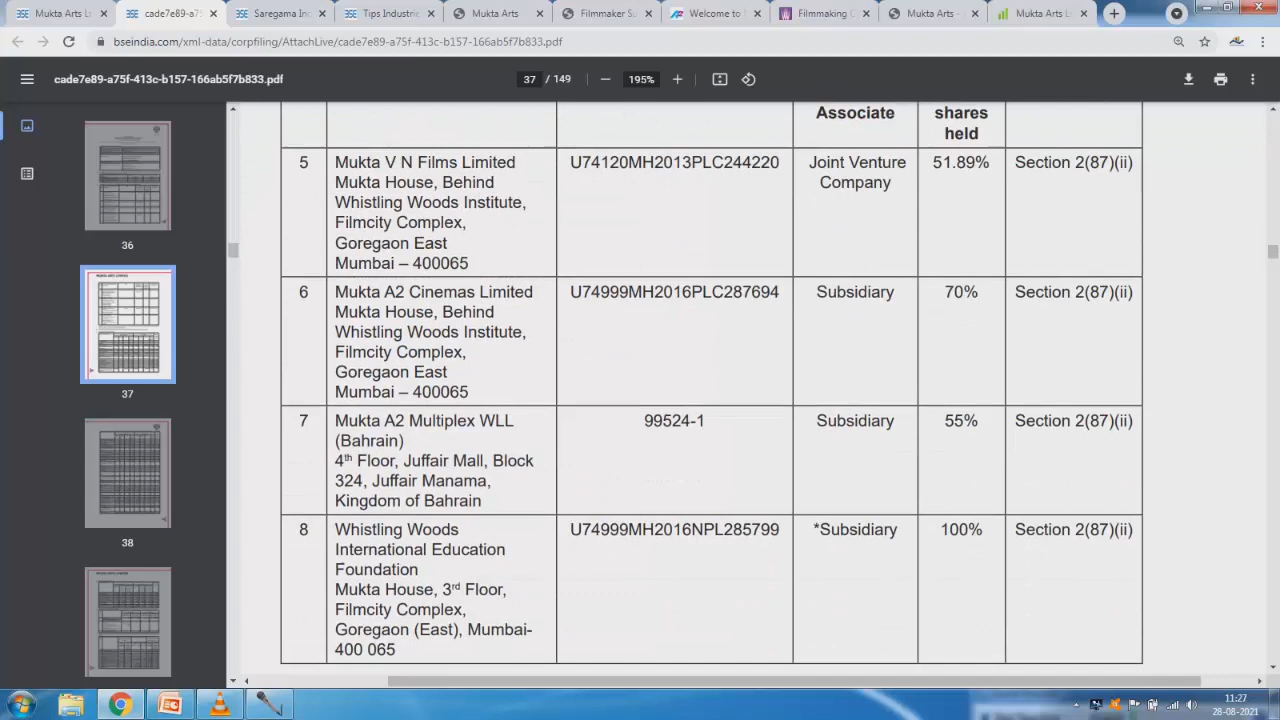 Mukta Arts L
cade7e89-a75
Saregama Ind
Tips Industrie
Mukta Arts
Filmmaker Su
Welcome to
Filmmaking C
Mukta Arts -
Mukta Arts L
bseindia.com/xml-data/corpfiling/AttachLive/cade7e89-a75f-413c-b157-166ab5f7b833.pdf
cade7e89-a75f-413c-b157-166ab5f7b833.pdf
37 / 149
195%
36
37
38
Associate
shares
held
5
Mukta V N Films Limited
Mukta House, Behind
Whistling Woods Institute,
Filmcity Complex,
Goregaon East
Mumbai – 400065
U74120MH2013PLC244220
Joint Venture
Company
51.89%
Section 2(87)(ii)
6
Mukta A2 Cinemas Limited
Mukta House, Behind
Whistling Woods Institute,
Filmcity Complex,
Goregaon East
Mumbai – 400065
U74999MH2016PLC287694
Subsidiary
70%
Section 2(87)(ii)
7
Mukta A2 Multiplex WLL
(Bahrain)
4th Floor, Juffair Mall, Block
324, Juffair Manama,
Kingdom of Bahrain
99524-1
Subsidiary
55%
Section 2(87)(ii)
8
Whistling Woods
International Education
Foundation
Mukta House, 3rd Floor,
Filmcity Complex,
Goregaon (East), Mumbai-
400 065
U74999MH2016NPL285799
*Subsidiary
100%
Section 2(87)(ii)
11:27
28-08-2021